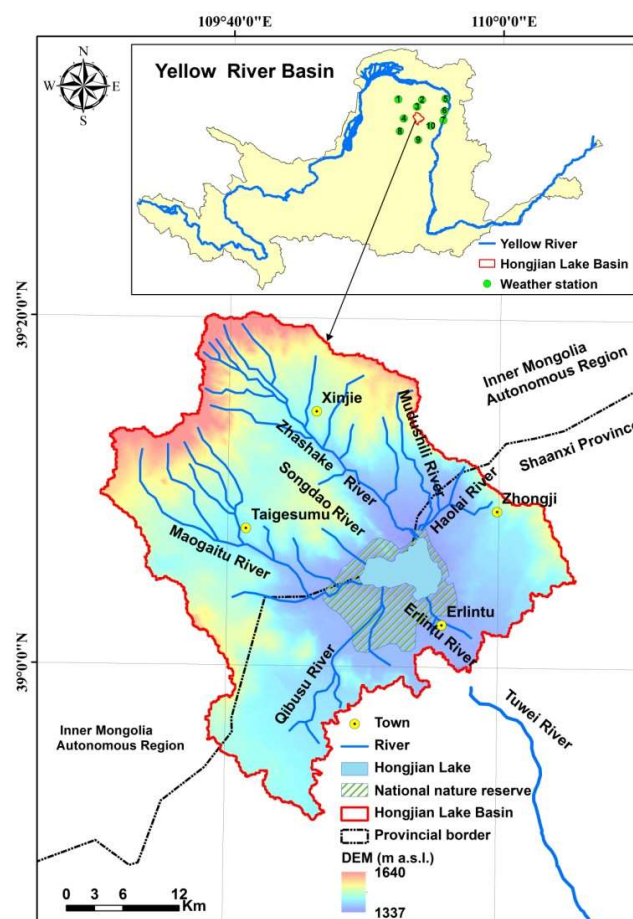 109°40'0"E
110°0'0"E
N
W
E
S
Yellow River Basin
1
2
5
3
6
4
7
8
10
9
Yellow River
Hongjian Lake Basin
Weather station
39°20'0"N
39°0'0"N
Inner Mongolia
Autonomous Region
Shaanxi Province
Xinjie
Mudushili River
Zhashake River
Songdao River
Haolai River
Zhongji
Taigesumu
Maogaitu River
Erlintu
Erlintu River
Qibusu River
Tuwei River
Inner Mongolia
Autonomous Region
Town
River
Hongjian Lake
National nature reserve
Hongjian Lake Basin
Provincial border
DEM (m a.s.l.)
1640
1337
0 3 6 12
Km